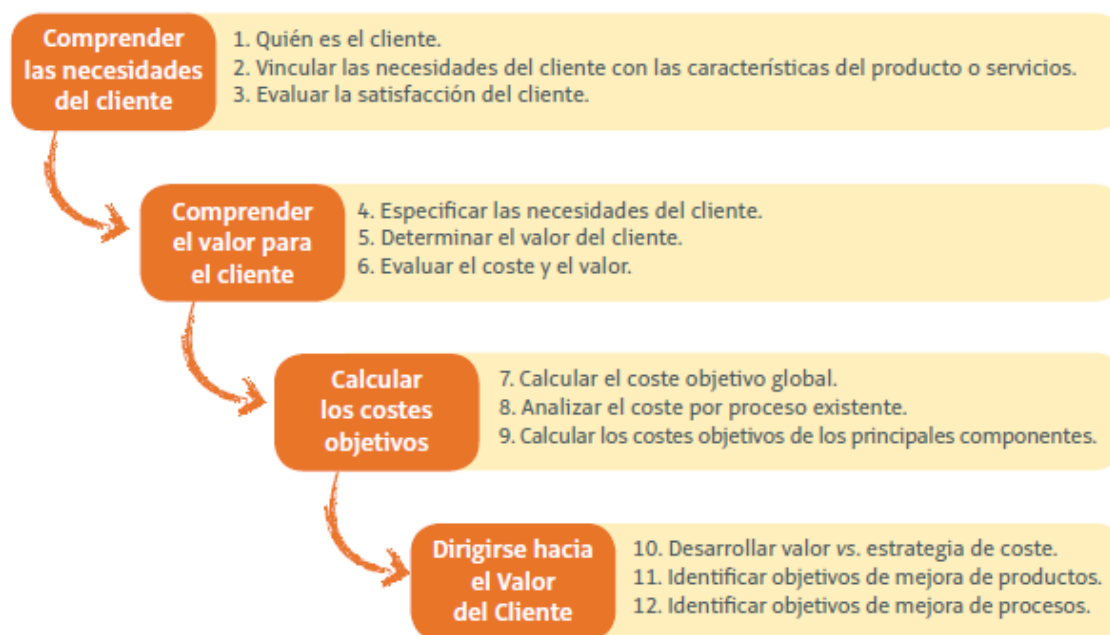 Comprender
las necesidades
del cliente
1. Quién es el cliente.
2. Vincular las necesidades del cliente con las características del producto o servicios.
3. Evaluar la satisfacción del cliente.
Comprender
el valor para
el cliente
4. Especificar las necesidades del cliente.
5. Determinar el valor del cliente.
6. Evaluar el coste y el valor.
Calcular
los costes
objetivos
7. Calcular el coste objetivo global.
8. Analizar el coste por proceso existente.
9. Calcular los costes objetivos de los principales componentes.
Dirigirse hacia
el Valor
del Cliente
10. Desarrollar valor vs. estrategia de coste.
11. Identificar objetivos de mejora de productos.
12. Identificar objetivos de mejora de procesos.